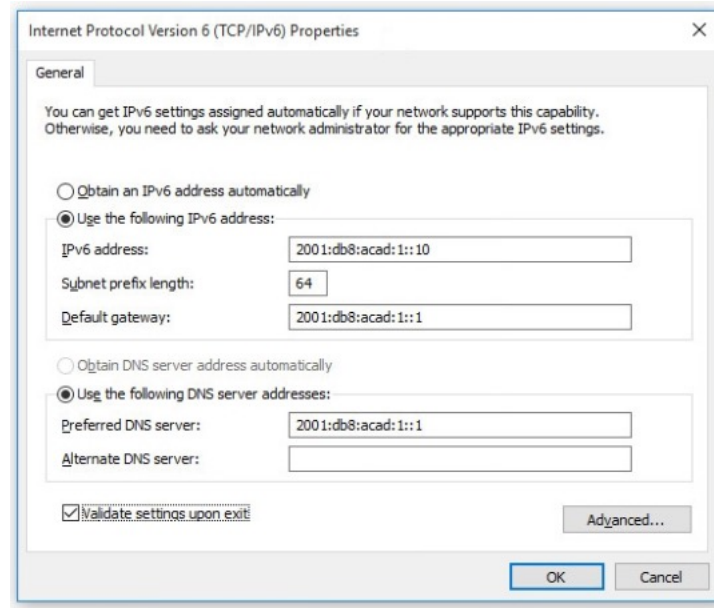 Internet Protocol Version 6 (TCP/IPv6) Properties
General
You can get IPv6 settings assigned automatically if your network supports this capability.
Otherwise, you need to ask your network administrator for the appropriate IPv6 settings.
Obtain an IPv6 address automatically
Use the following IPv6 address:
IPv6 address: 2001:db8:acad:1::10
Subnet prefix length: 64
Default gateway: 2001:db8:acad:1::1
Obtain DNS server address automatically
Use the following DNS server addresses:
Preferred DNS server: 2001:db8:acad:1::1
Alternate DNS server:
Validate settings upon exit
Advanced...
OK Cancel